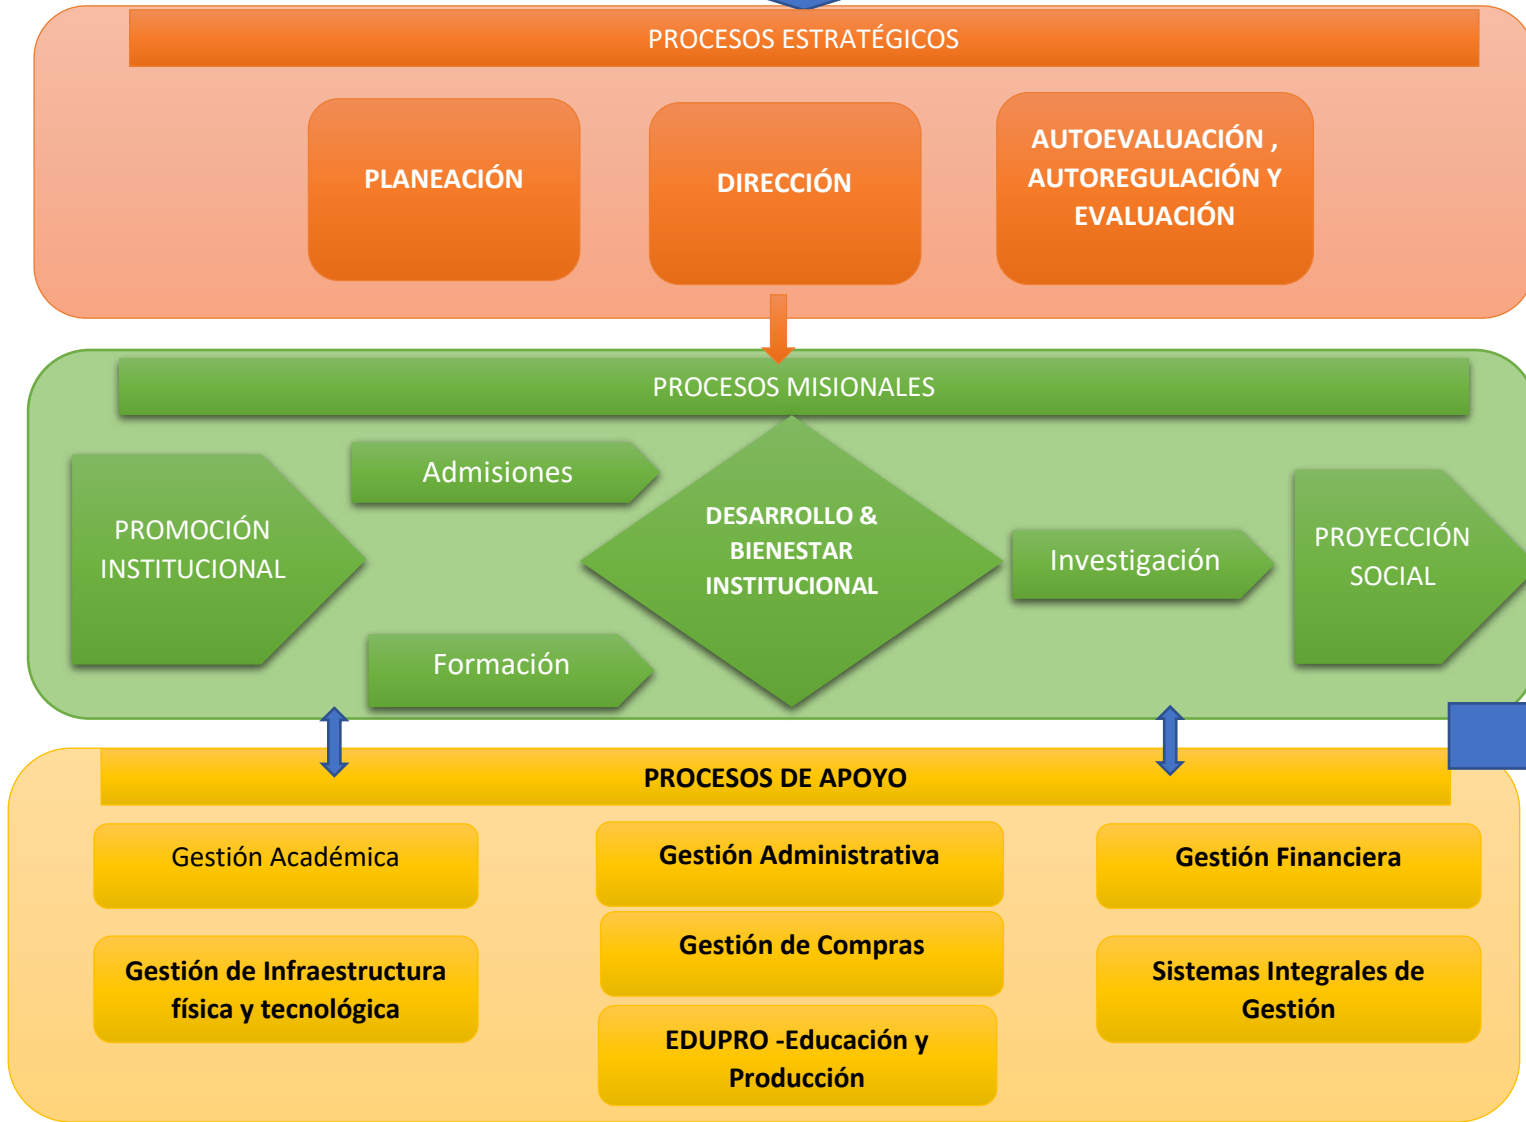 PROCESOS ESTRATÉGICOS
PLANEACIÓN
DIRECCIÓN
AUTOEVALUACIÓN ,
AUTOREGULACIÓN Y
EVALUACIÓN
PROCESOS MISIONALES
PROMOCIÓN
INSTITUCIONAL
Admisiones
Formación
DESARROLLO &
BIENESTAR
INSTITUCIONAL
Investigación
PROYECCIÓN
SOCIAL
PROCESOS DE APOYO
Gestión Académica
Gestión Administrativa
Gestión Financiera
Gestión de Infraestructura
física y tecnológica
Gestión de Compras
Sistemas Integrales de
Gestión
EDUPRO -Educación y
Producción